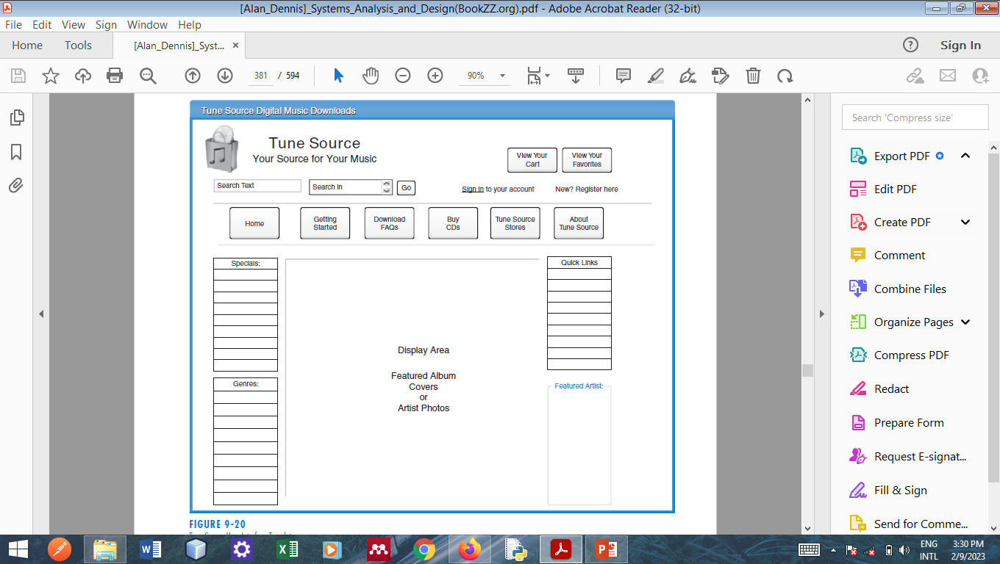 [Alan_Dennis]_Systems_Analysis_and_Design(BookZZ.org).pdf - Adobe Acrobat Reader (32-bit)
File Edit View Sign Window Help
Home Tools [Alan_Dennis]_Syst... × Sign In
381 / 594 90%
Tune Source Digital Music Downloads
Tune Source
Your Source for Your Music
View Your
Cart
View Your
Favorites
Search Text
Search In
Go
Sign In to your account
New? Register here
Home
Getting
Started
Download
FAQs
Buy
CDs
Tune Source
Stores
About
Tune Source
Specials:
Genres:
Display Area
Featured Album
Covers
or
Artist Photos
Quick Links
Featured Artist:
FIGURE 9-20
Search 'Compress size'
Export PDF
Edit PDF
Create PDF
Comment
Combine Files
Organize Pages
Compress PDF
Redact
Prepare Form
Request E-signat...
Fill & Sign
Send for Comme...
ENG
INTL
3:30 PM
2/9/2023